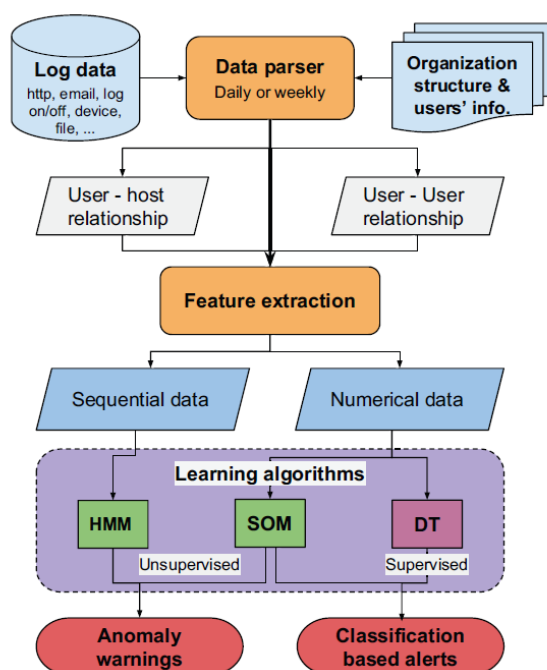 Log data
http, email, log
on/off, device,
file, ...
Data parser
Daily or weekly
Organization
structure &
users’ info.
User - host
relationship
User - User
relationship
Feature extraction
Sequential data
Numerical data
Learning algorithms
HMM
SOM
DT
Unsupervised
Supervised
Anomaly
warnings
Classification
based alerts